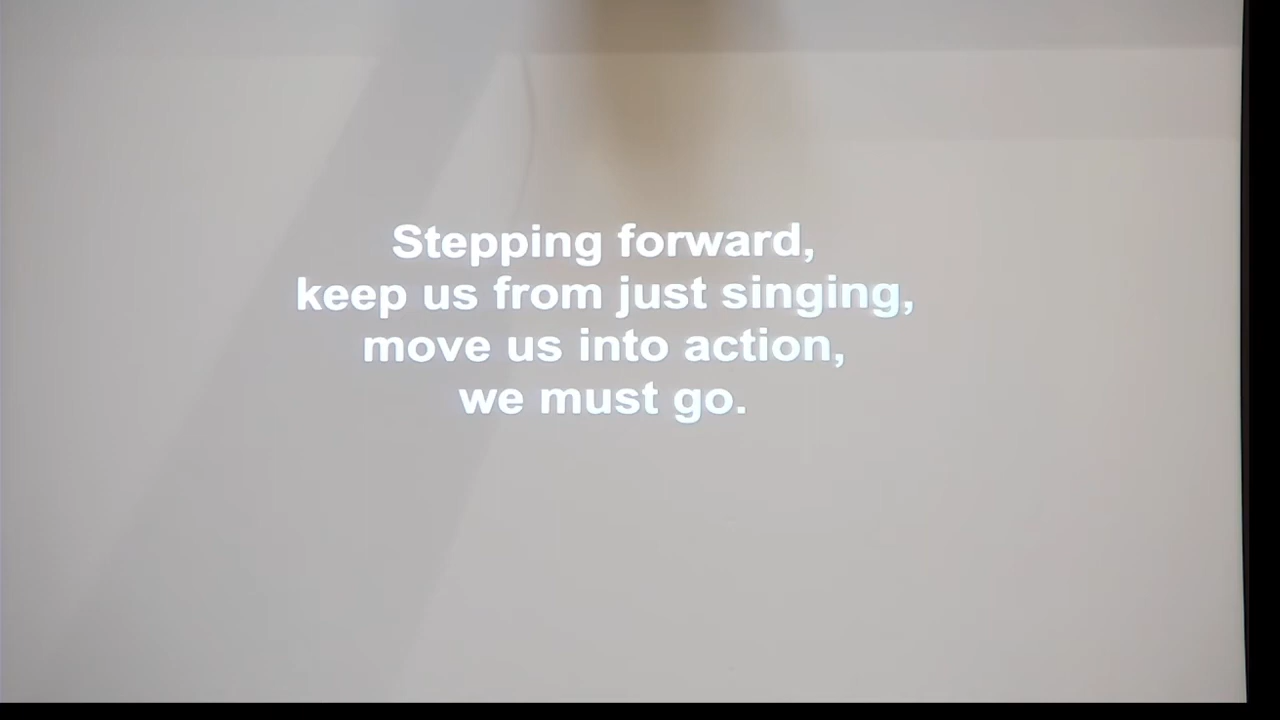 Stepping forward,
keep us from just singing,
move us into action,
we must go.